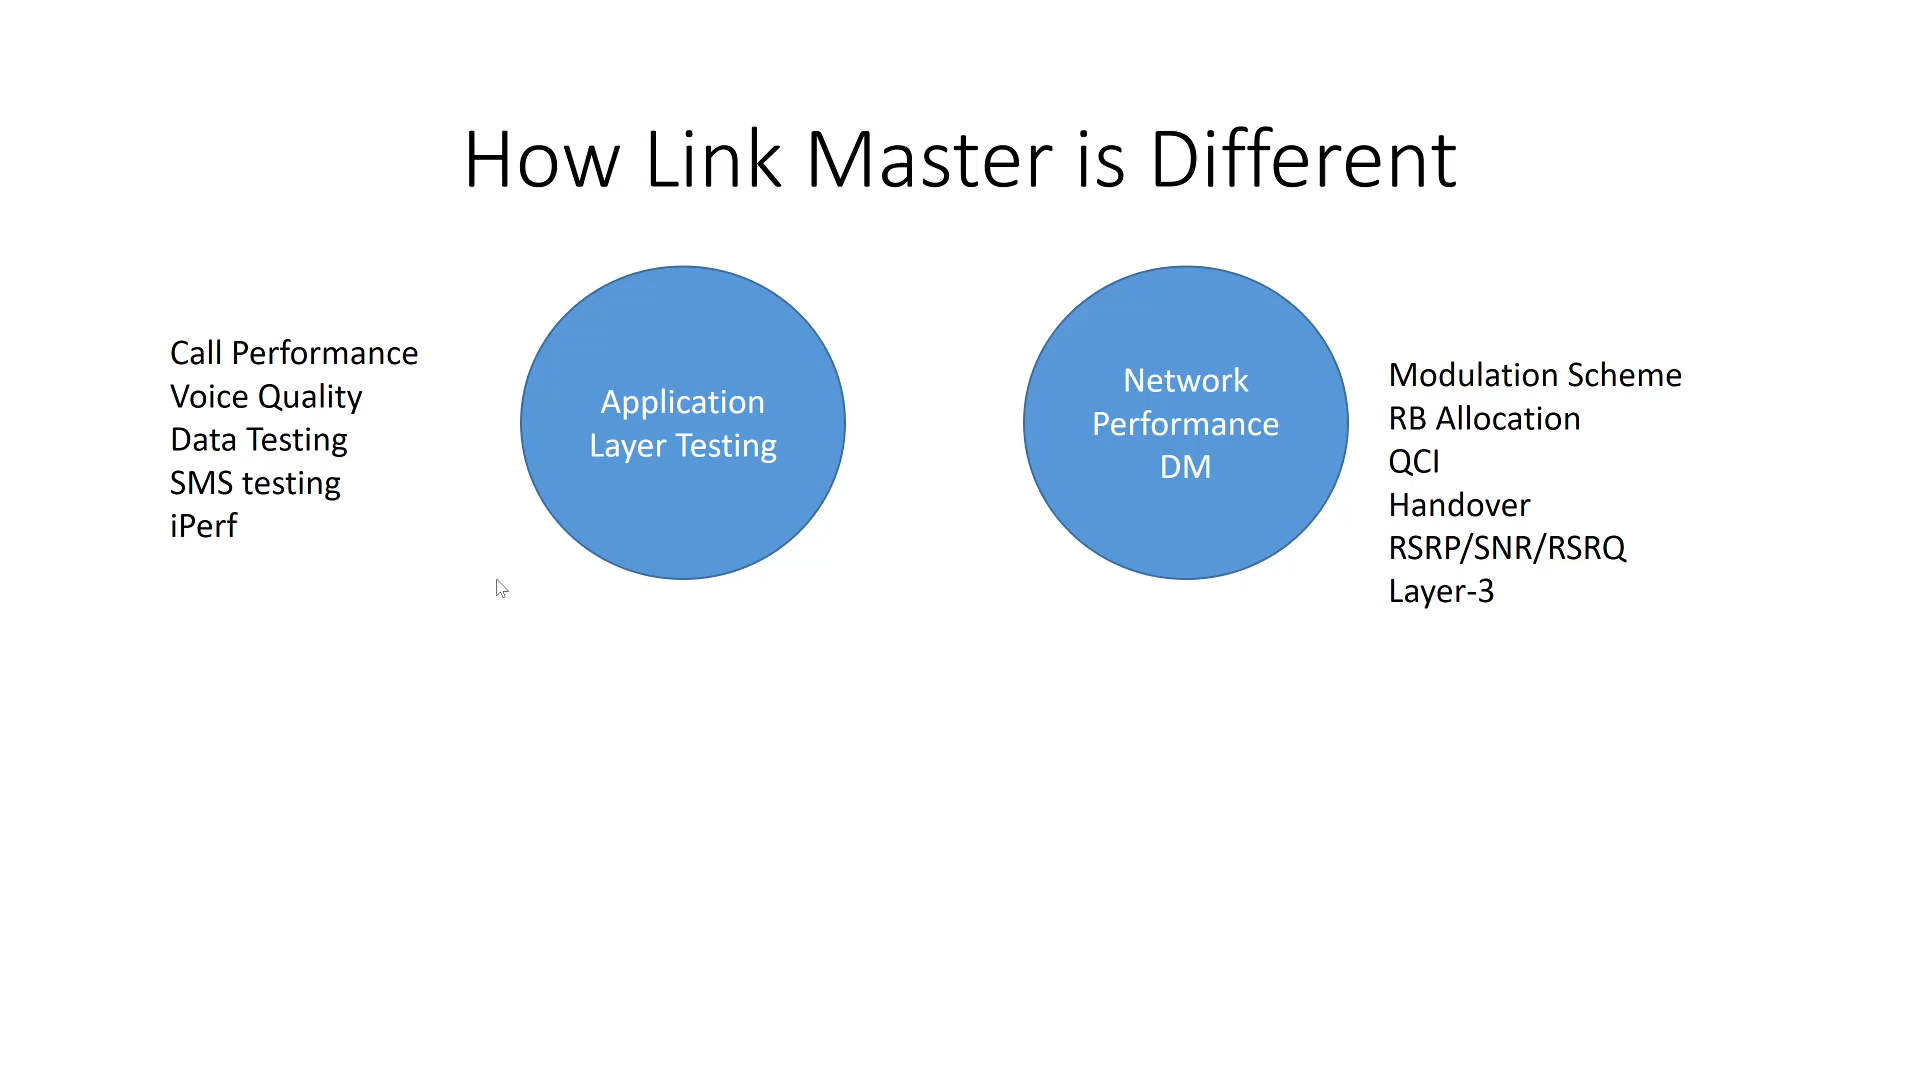 How Link Master is Different
Call Performance
Voice Quality
Data Testing
SMS testing
iPerf
Application
Layer Testing
Network
Performance
DM
Modulation Scheme
RB Allocation
QCI
Handover
RSRP/SNR/RSRQ
Layer-3